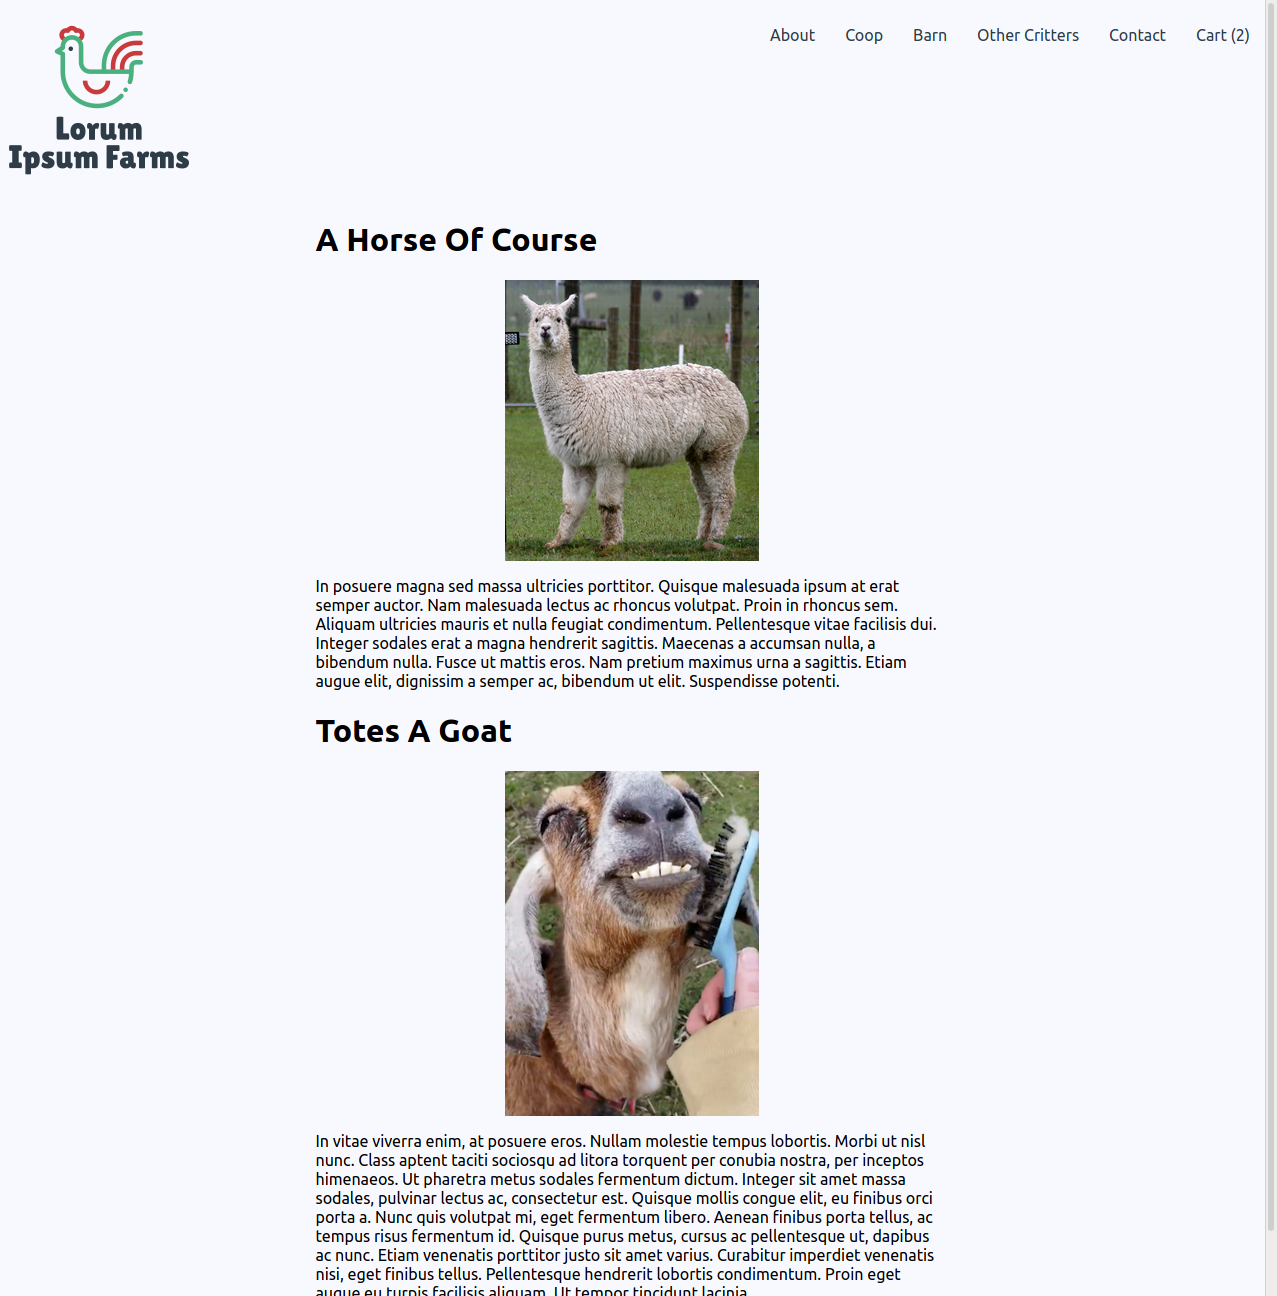 Lorum
Ipsum Farms
About Coop Barn Other Critters Contact Cart (2)
A Horse Of Course
In posuere magna sed massa ultricies porttitor. Quisque malesuada ipsum at erat
semper auctor. Nam malesuada lectus ac rhoncus volutpat. Proin in rhoncus sem.
Aliquam ultricies mauris et nulla feugiat condimentum. Pellentesque vitae facilisis dui.
Integer sodales erat a magna hendrerit sagittis. Maecenas a accumsan nulla, a
bibendum nulla. Fusce ut mattis eros. Nam pretium maximus urna a sagittis. Etiam
augue elit, dignissim a semper ac, bibendum ut elit. Suspendisse potenti.
Totes A Goat
In vitae viverra enim, at posuere eros. Nullam molestie tempus lobortis. Morbi ut nisl
nunc. Class aptent taciti sociosqu ad litora torquent per conubia nostra, per inceptos
himenaeos. Ut pharetra metus sodales fermentum dictum. Integer sit amet massa
sodales, pulvinar lectus ac, consectetur est. Quisque mollis congue elit, eu finibus orci
porta a. Nunc quis volutpat mi, eget fermentum libero. Aenean finibus porta tellus, ac
tempus risus fermentum id. Quisque purus metus, cursus ac pellentesque ut, dapibus
ac nunc. Etiam venenatis porttitor justo sit amet varius. Curabitur imperdiet venenatis
nisi, eget finibus tellus. Pellentesque hendrerit lobortis condimentum. Proin eget
augue eu turpis facilisis aliquam. Ut tempor tincidunt lacinia.